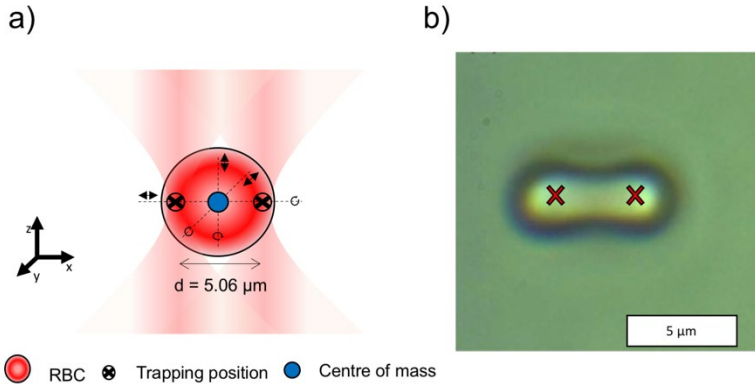 a)
b)
z
x
y
d = 5.06 µm
5 µm
RBC
Trapping position
Centre of mass